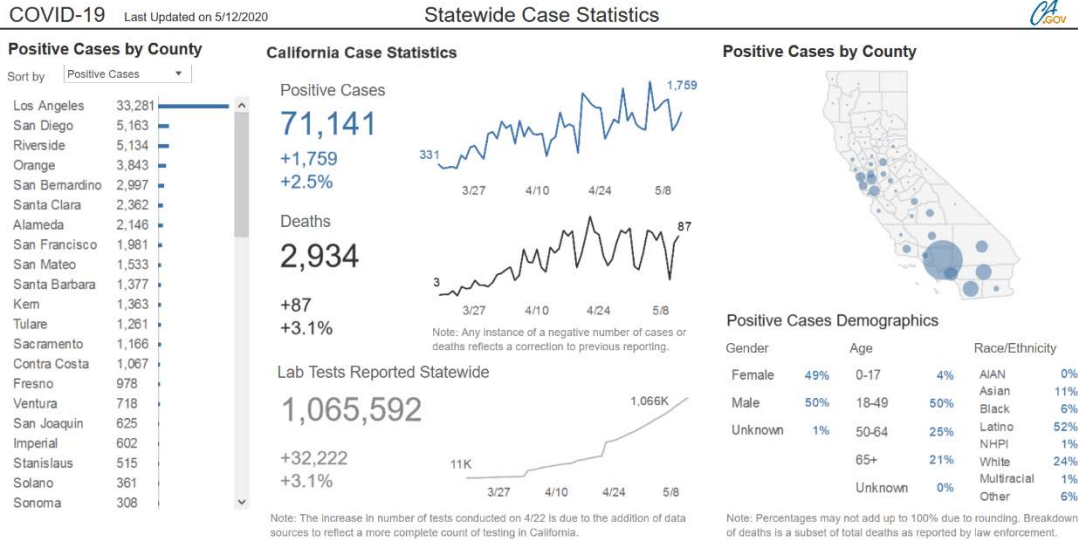 COVID-19 Last Updated on 5/12/2020
Statewide Case Statistics
CA.GOV
Positive Cases by County
Sort by Positive Cases
Los Angeles 33,281
San Diego 5,163
Riverside 5,134
Orange 3,843
San Bernardino 2,997
Santa Clara 2,362
Alameda 2,146
San Francisco 1,981
San Mateo 1,533
Santa Barbara 1,377
Kern 1,363
Tulare 1,261
Sacramento 1,166
Contra Costa 1,067
Fresno 978
Ventura 718
San Joaquin 625
Imperial 602
Stanislaus 515
Solano 361
Sonoma 308
California Case Statistics
Positive Cases
71,141
+1,759
+2.5%
1,759
331
3/27 4/10 4/24 5/8
Deaths
2,934
+87
+3.1%
87
3
3/27 4/10 4/24 5/8
Note: Any instance of a negative number of cases or
deaths reflects a correction to previous reporting.
Lab Tests Reported Statewide
1,065,592
+32,222
+3.1%
1,066K
11K
3/27 4/10 4/24 5/8
Note: The increase in number of tests conducted on 4/22 is due to the addition of data
sources to reflect a more complete count of testing in California.
Positive Cases by County
Positive Cases Demographics
Gender
Female 49%
Male 50%
Unknown 1%
Age
0-17 4%
18-49 50%
50-64 25%
65+ 21%
Unknown 0%
Race/Ethnicity
AIAN 0%
Asian 11%
Black 6%
Latino 52%
NHPI 1%
White 24%
Multiracial 1%
Other 6%
Note: Percentages may not add up to 100% due to rounding. Breakdown
of deaths is a subset of total deaths as reported by law enforcement.